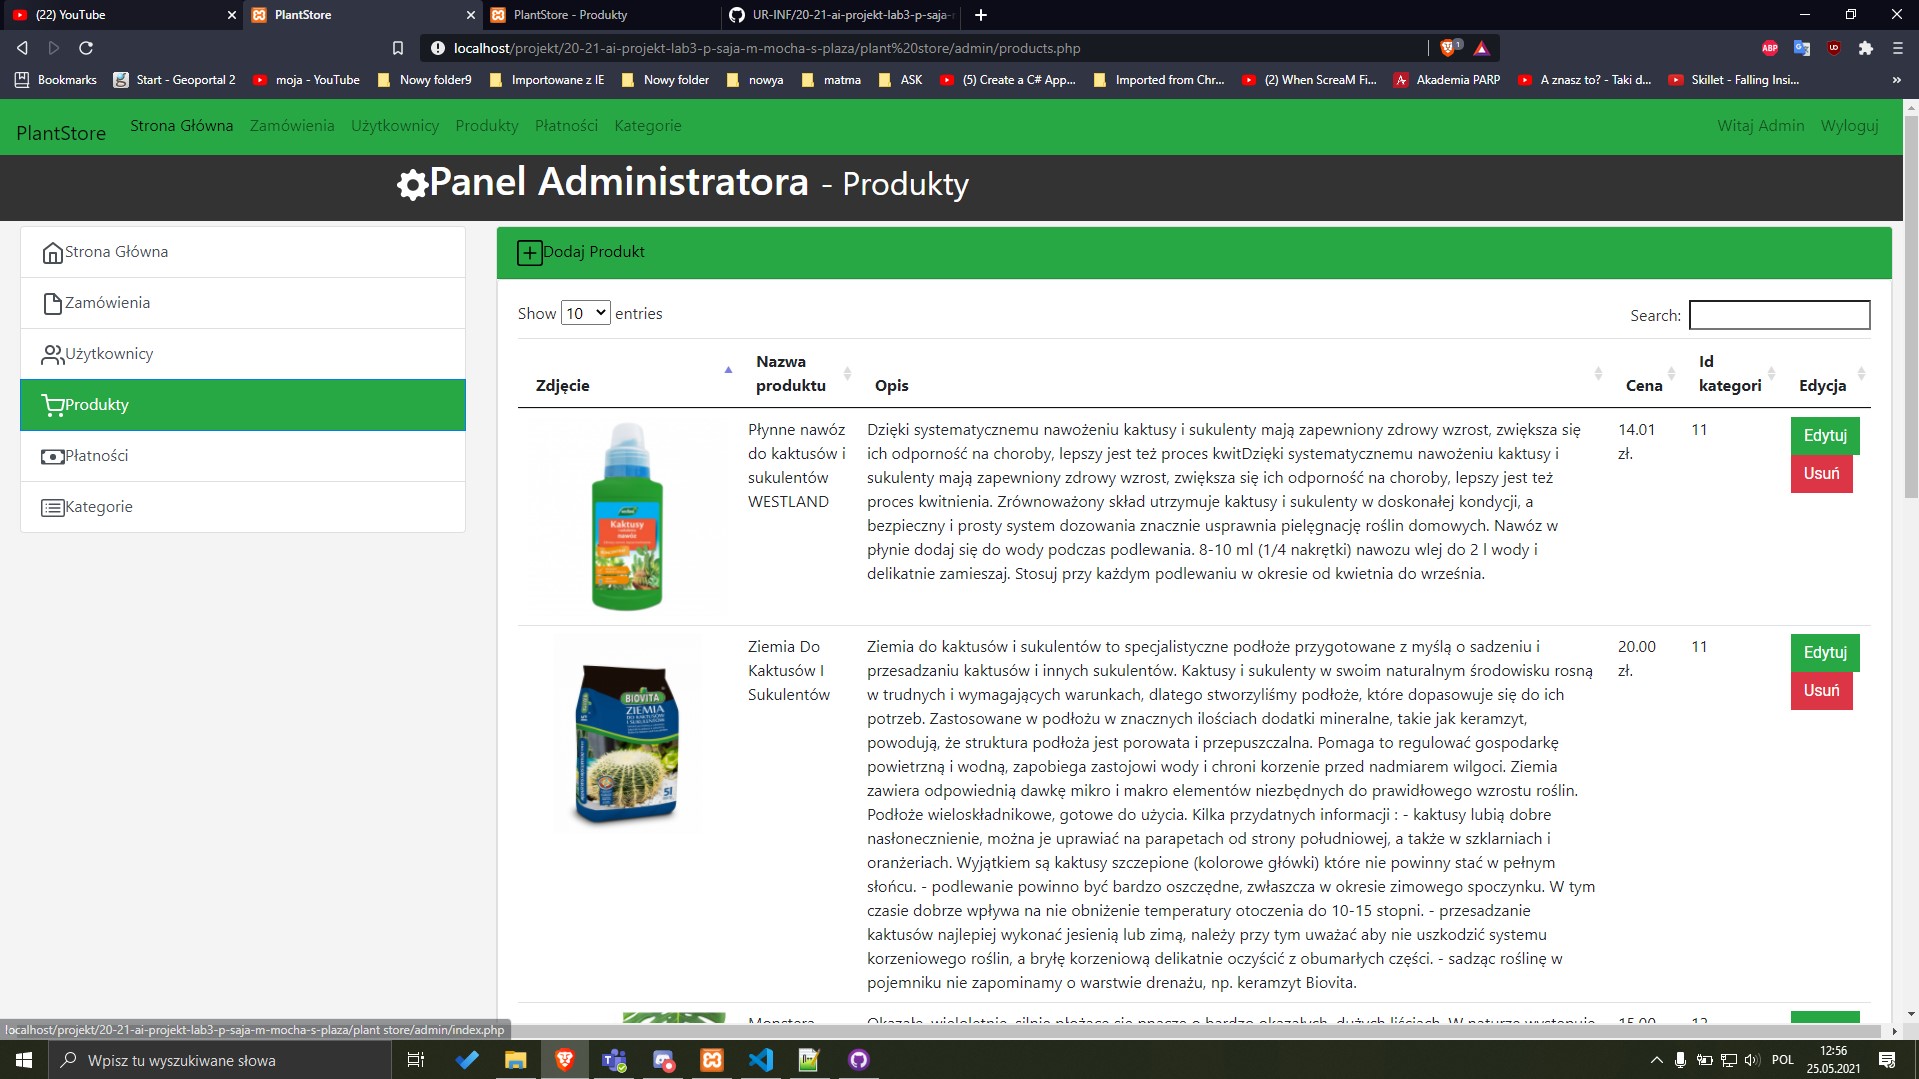 (22) YouTube
PlantStore
PlantStore - Produkty
UR-INF/20-21-ai-projekt-lab3-p-saja-
localhost/projekt/20-21-ai-projekt-lab3-p-saja-m-mocha-s-plaza/plant%20store/admin/products.php
1
ABP
Bookmarks
Start - Geoportal 2
moja - YouTube
Nowy folder9
Importowane z IE
Nowy folder
nowya
matma
ASK
(5) Create a C# App...
Imported from Chr...
(2) When ScreaM Fi...
Akademia PARP
A znasz to? - Taki d...
Skillet - Falling Insi...
PlantStore
Strona Główna
Zamówienia
Użytkownicy
Produkty
Płatności
Kategorie
Witaj Admin
Wyloguj
Panel Administratora - Produkty
Strona Główna
Zamówienia
Użytkownicy
Produkty
Płatności
Kategorie
Dodaj Produkt
Show 10 entries
Search:
Zdjęcie
Nazwa
produktu
Opis
Cena
Id
kategori
Edycja
Kaktusy
nawóz
Płynne nawóz
do kaktusów i
sukulentów
WESTLAND
Dzięki systematycznemu nawożeniu kaktusy i sukulenty mają zapewniony zdrowy wzrost, zwiększa się
ich odporność na choroby, lepszy jest też proces kwitDzięki systematycznemu nawożeniu kaktusy i
sukulenty mają zapewniony zdrowy wzrost, zwiększa się ich odporność na choroby, lepszy jest też
proces kwitnienia. Zrównoważony skład utrzymuje kaktusy i sukulenty w doskonałej kondycji, a
bezpieczny i prosty system dozowania znacznie usprawnia pielęgnację roślin domowych. Nawóz w
płynie dodaj się do wody podczas podlewania. 8-10 ml (1/4 nakrętki) nawozu wlej do 2 l wody i
delikatnie zamieszaj. Stosuj przy każdym podlewaniu w okresie od kwietnia do września.
14.01
zł.
11
Edytuj
Usuń
BIOVITA
ZIEMIA
DO KAKTUSÓW
I SUKULENTÓW
5l
Ziemia Do
Kaktusów I
Sukulentów
Ziemia do kaktusów i sukulentów to specjalistyczne podłoże przygotowane z myślą o sadzeniu i
przesadzaniu kaktusów i innych sukulentów. Kaktusy i sukulenty w swoim naturalnym środowisku rosną
w trudnych i wymagających warunkach, dlatego stworzyliśmy podłoże, które dopasowuje się do ich
potrzeb. Zastosowane w podłożu w znacznych ilościach dodatki mineralne, takie jak keramzyt,
powodują, że struktura podłoża jest porowata i przepuszczalna. Pomaga to regulować gospodarkę
powietrzną i wodną, zapobiega zastojowi wody i chroni korzenie przed nadmiarem wilgoci. Ziemia
zawiera odpowiednią dawkę mikro i makro elementów niezbędnych do prawidłowego wzrostu roślin.
Podłoże wieloskładnikowe, gotowe do użycia. Kilka przydatnych informacji : - kaktusy lubią dobre
nasłonecznienie, można je uprawiać na parapetach od strony południowej, a także w szklarniach i
oranżeriach. Wyjątkiem są kaktusy szczepione (kolorowe główki) które nie powinny stać w pełnym
słońcu. - podlewanie powinno być bardzo oszczędne, zwłaszcza w okresie zimowego spoczynku. W tym
czasie dobrze wpływa na nie obniżenie temperatury otoczenia do 10-15 stopni. - przesadzanie
kaktusów najlepiej wykonać jesienią lub zimą, należy przy tym uważać aby nie uszkodzić systemu
korzeniowego roślin, a bryłę korzeniową delikatnie oczyścić z obumarłych części. - sadząc roślinę w
pojemniku nie zapominamy o warstwie drenażu, np. keramzyt Biovita.
20.00
zł.
11
Edytuj
Usuń
Monstera
Okazałe, wieloletnie, silnie płożące się pnącze o bardzo okazałych, dużych liściach. W naturze występuje
15.00
12
localhost/projekt/20-21-ai-projekt-lab3-p-saja-m-mocha-s-plaza/plant store/admin/index.php
Wpisz tu wyszukiwane słowa
POL
12:56
25.05.2021